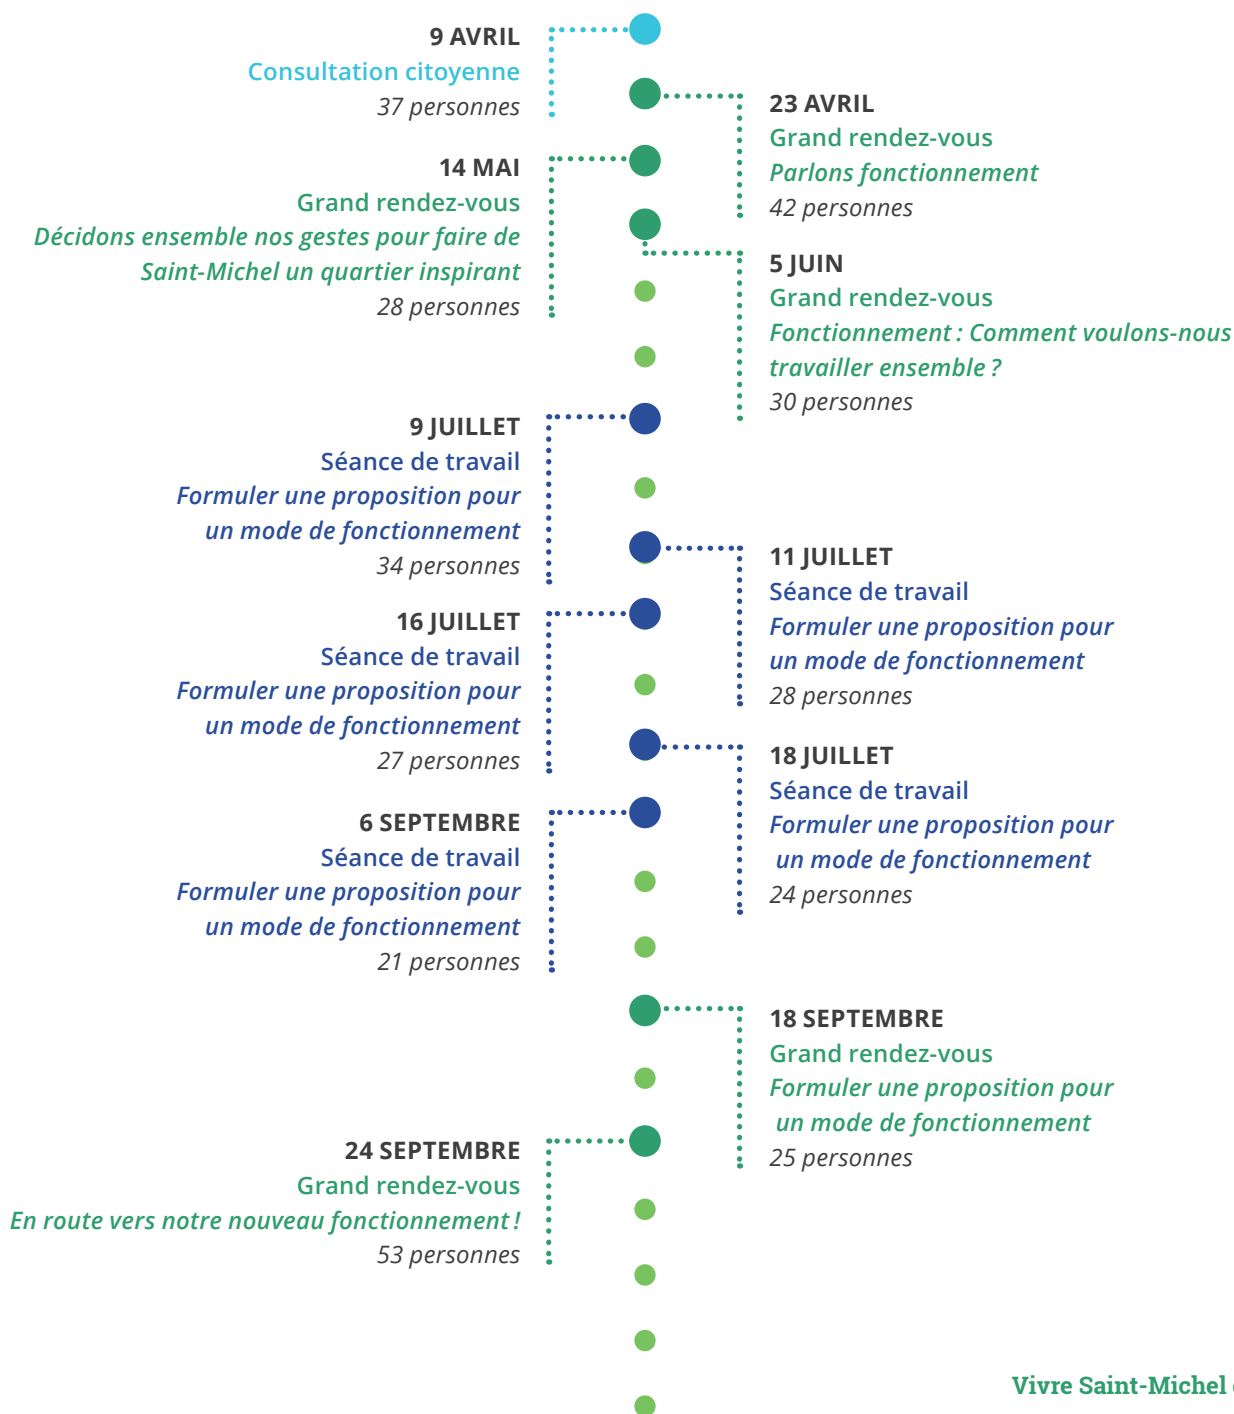 9 AVRIL
Consultation citoyenne
37 personnes
23 AVRIL
Grand rendez-vous
Parlons fonctionnement
42 personnes
14 MAI
Grand rendez-vous
Décidons ensemble nos gestes pour faire de
Saint-Michel un quartier inspirant
28 personnes
5 JUIN
Grand rendez-vous
Fonctionnement : Comment voulons-nous
travailler ensemble ?
30 personnes
9 JUILLET
Séance de travail
Formuler une proposition pour
un mode de fonctionnement
34 personnes
11 JUILLET
Séance de travail
Formuler une proposition pour
un mode de fonctionnement
28 personnes
16 JUILLET
Séance de travail
Formuler une proposition pour
un mode de fonctionnement
27 personnes
18 JUILLET
Séance de travail
Formuler une proposition pour
un mode de fonctionnement
24 personnes
6 SEPTEMBRE
Séance de travail
Formuler une proposition pour
un mode de fonctionnement
21 personnes
18 SEPTEMBRE
Grand rendez-vous
Formuler une proposition pour
un mode de fonctionnement
25 personnes
24 SEPTEMBRE
Grand rendez-vous
En route vers notre nouveau fonctionnement !
53 personnes
Vivre Saint-Michel